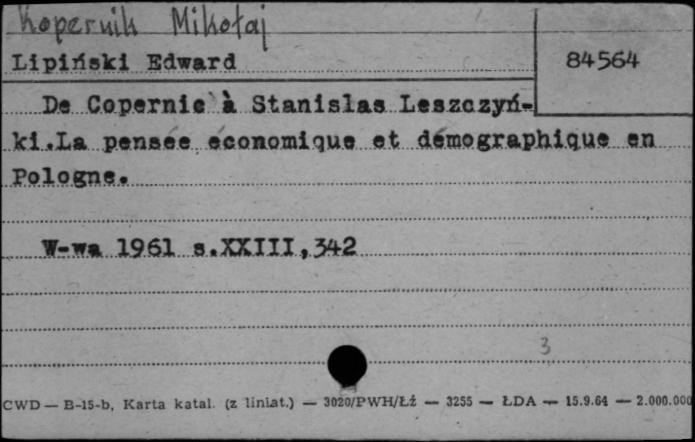 Kopernik Mikołaj
Lipiński Edward
84564
De Copernic à Stanislas Leszczyń-
ki.La pensée économique et démographique en
Pologne.
W-wa 1961 s.XXIII,342
3
CWD — B-15-b, Karta katal. (z liniat.) — 3020/PWH/Łź — 3255 — ŁDA — 15.9.64 — 2.000.000